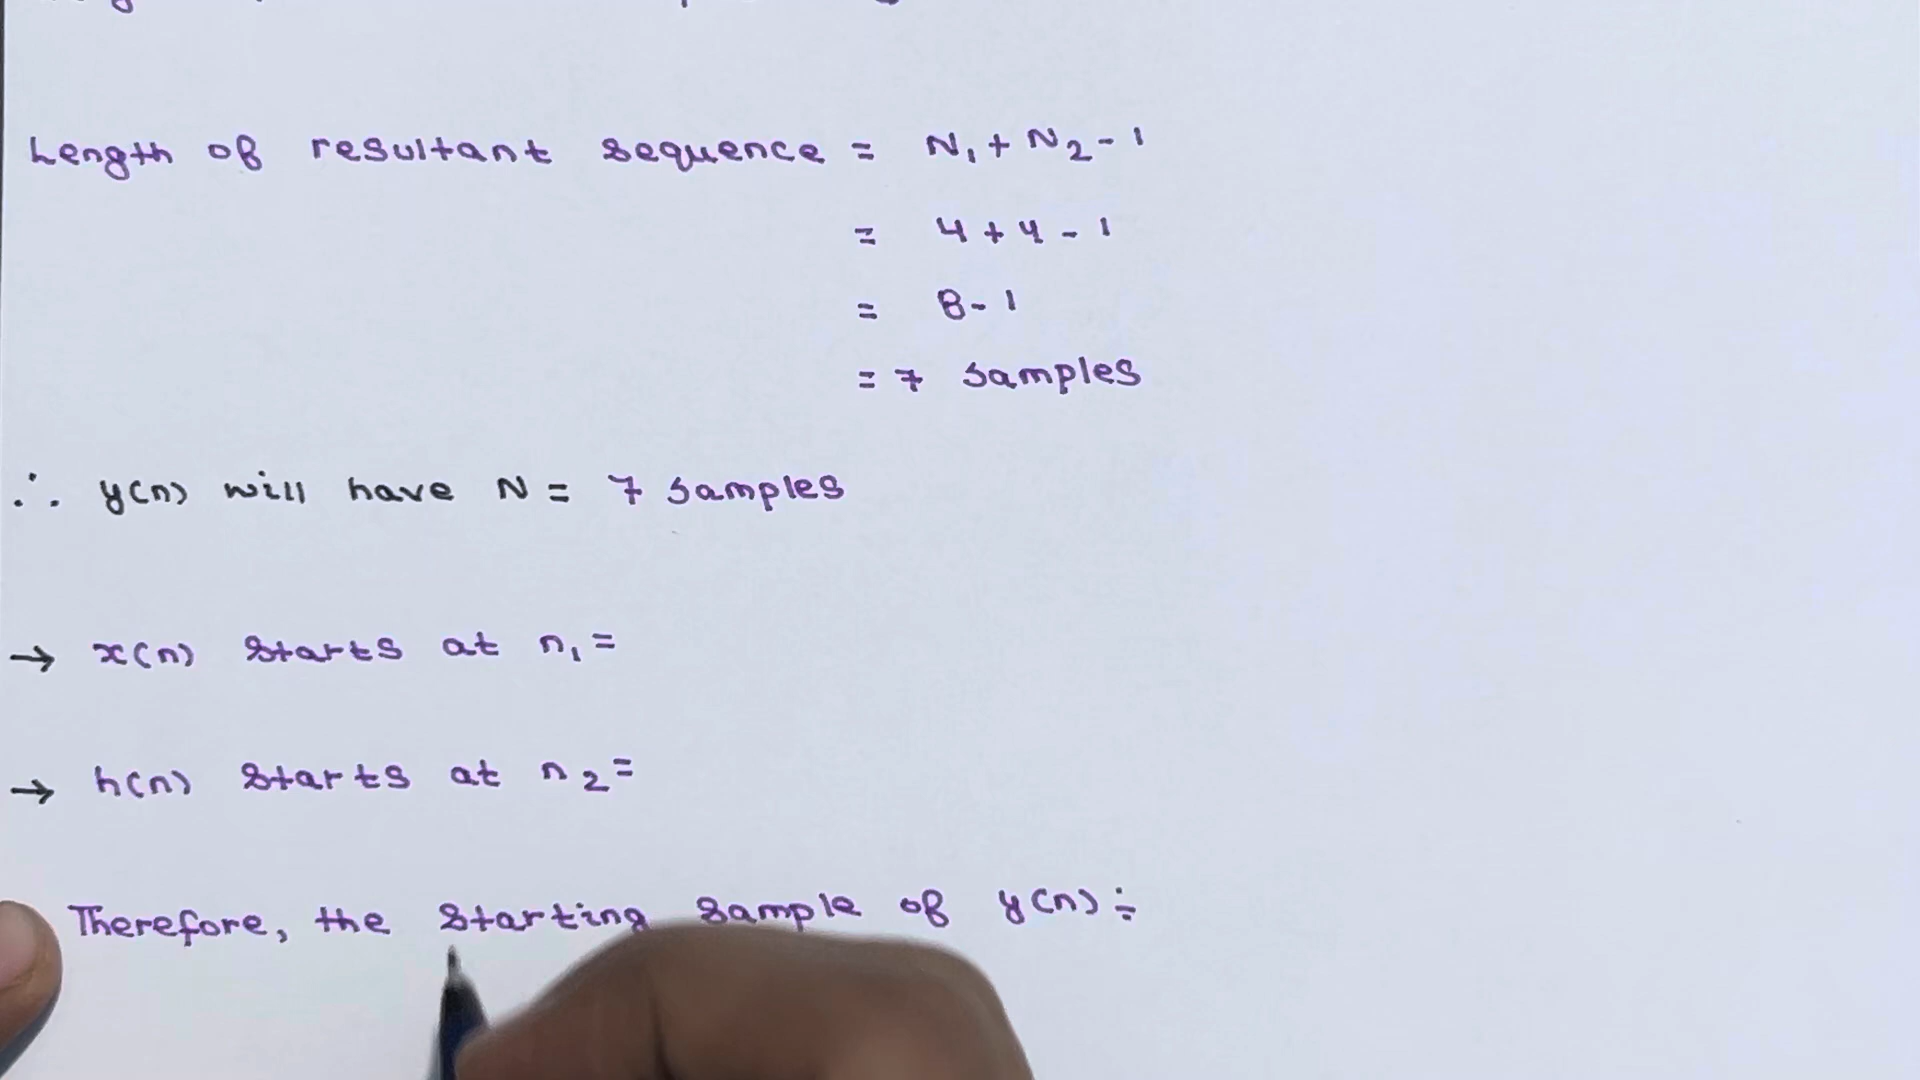 Length of resultant sequence = N₁ + N₂ - 1
= 4 + 4 - 1
= 8 - 1
= 7 samples
∴ y(n) will have N = 7 samples
→ x(n) starts at n₁ =
→ h(n) starts at n₂ =
Therefore, the starting sample of y(n) ÷